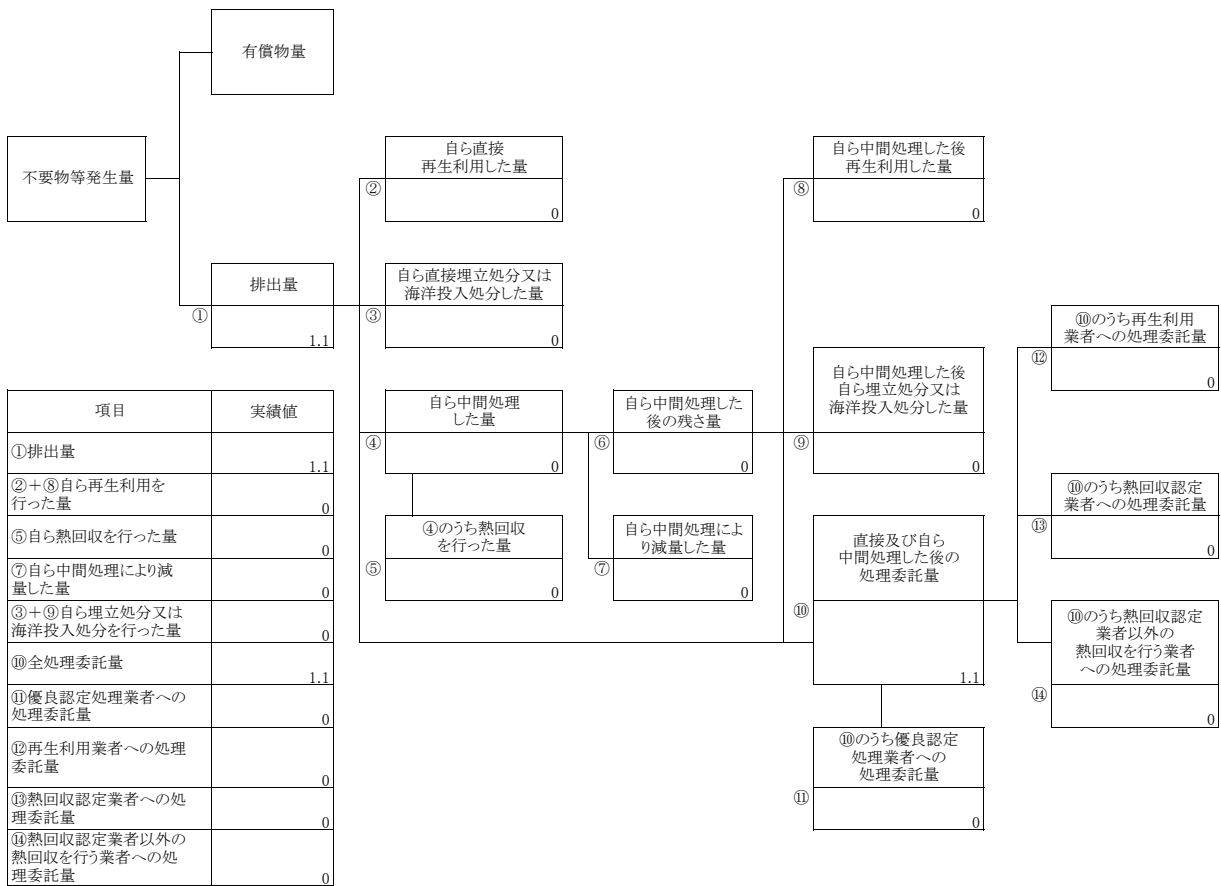 有償物量
不要物等発生量
自ら直接
再生利用した量
②
0
自ら中間処理した後
再生利用した量
⑧
0
排出量
①
1.1
自ら直接埋立処分又は
海洋投入処分した量
③
0
⑩のうち再生利用
業者への処理委託量
⑫
0
自ら中間処理
した量
④
0
自ら中間処理した
後の残さ量
⑥
0
自ら中間処理した後
自ら埋立処分又は
海洋投入処分した量
⑨
0
⑩のうち熱回収認定
業者への処理委託量
⑬
0
④のうち熱回収
を行った量
⑤
0
自ら中間処理によ
り減量した量
⑦
0
直接及び自ら
中間処理した後の
処理委託量
⑩
1.1
⑩のうち熱回収認定
業者以外の
熱回収を行う業者
への処理委託量
⑭
0
⑩のうち優良認定
処理業者への
処理委託量
⑪
0
項目 実績値
①排出量
1.1
②＋⑧自ら再生利用を
行った量
0
⑤自ら熱回収を行った量
0
⑦自ら中間処理により減
量した量
0
③＋⑨自ら埋立処分又は
海洋投入処分を行った量
0
⑩全処理委託量
1.1
⑪優良認定処理業者への
処理委託量
0
⑫再生利用業者への処理
委託量
0
⑬熱回収認定業者への処
理委託量
0
⑭熱回収認定業者以外の
熱回収を行う業者への処
理委託量
0